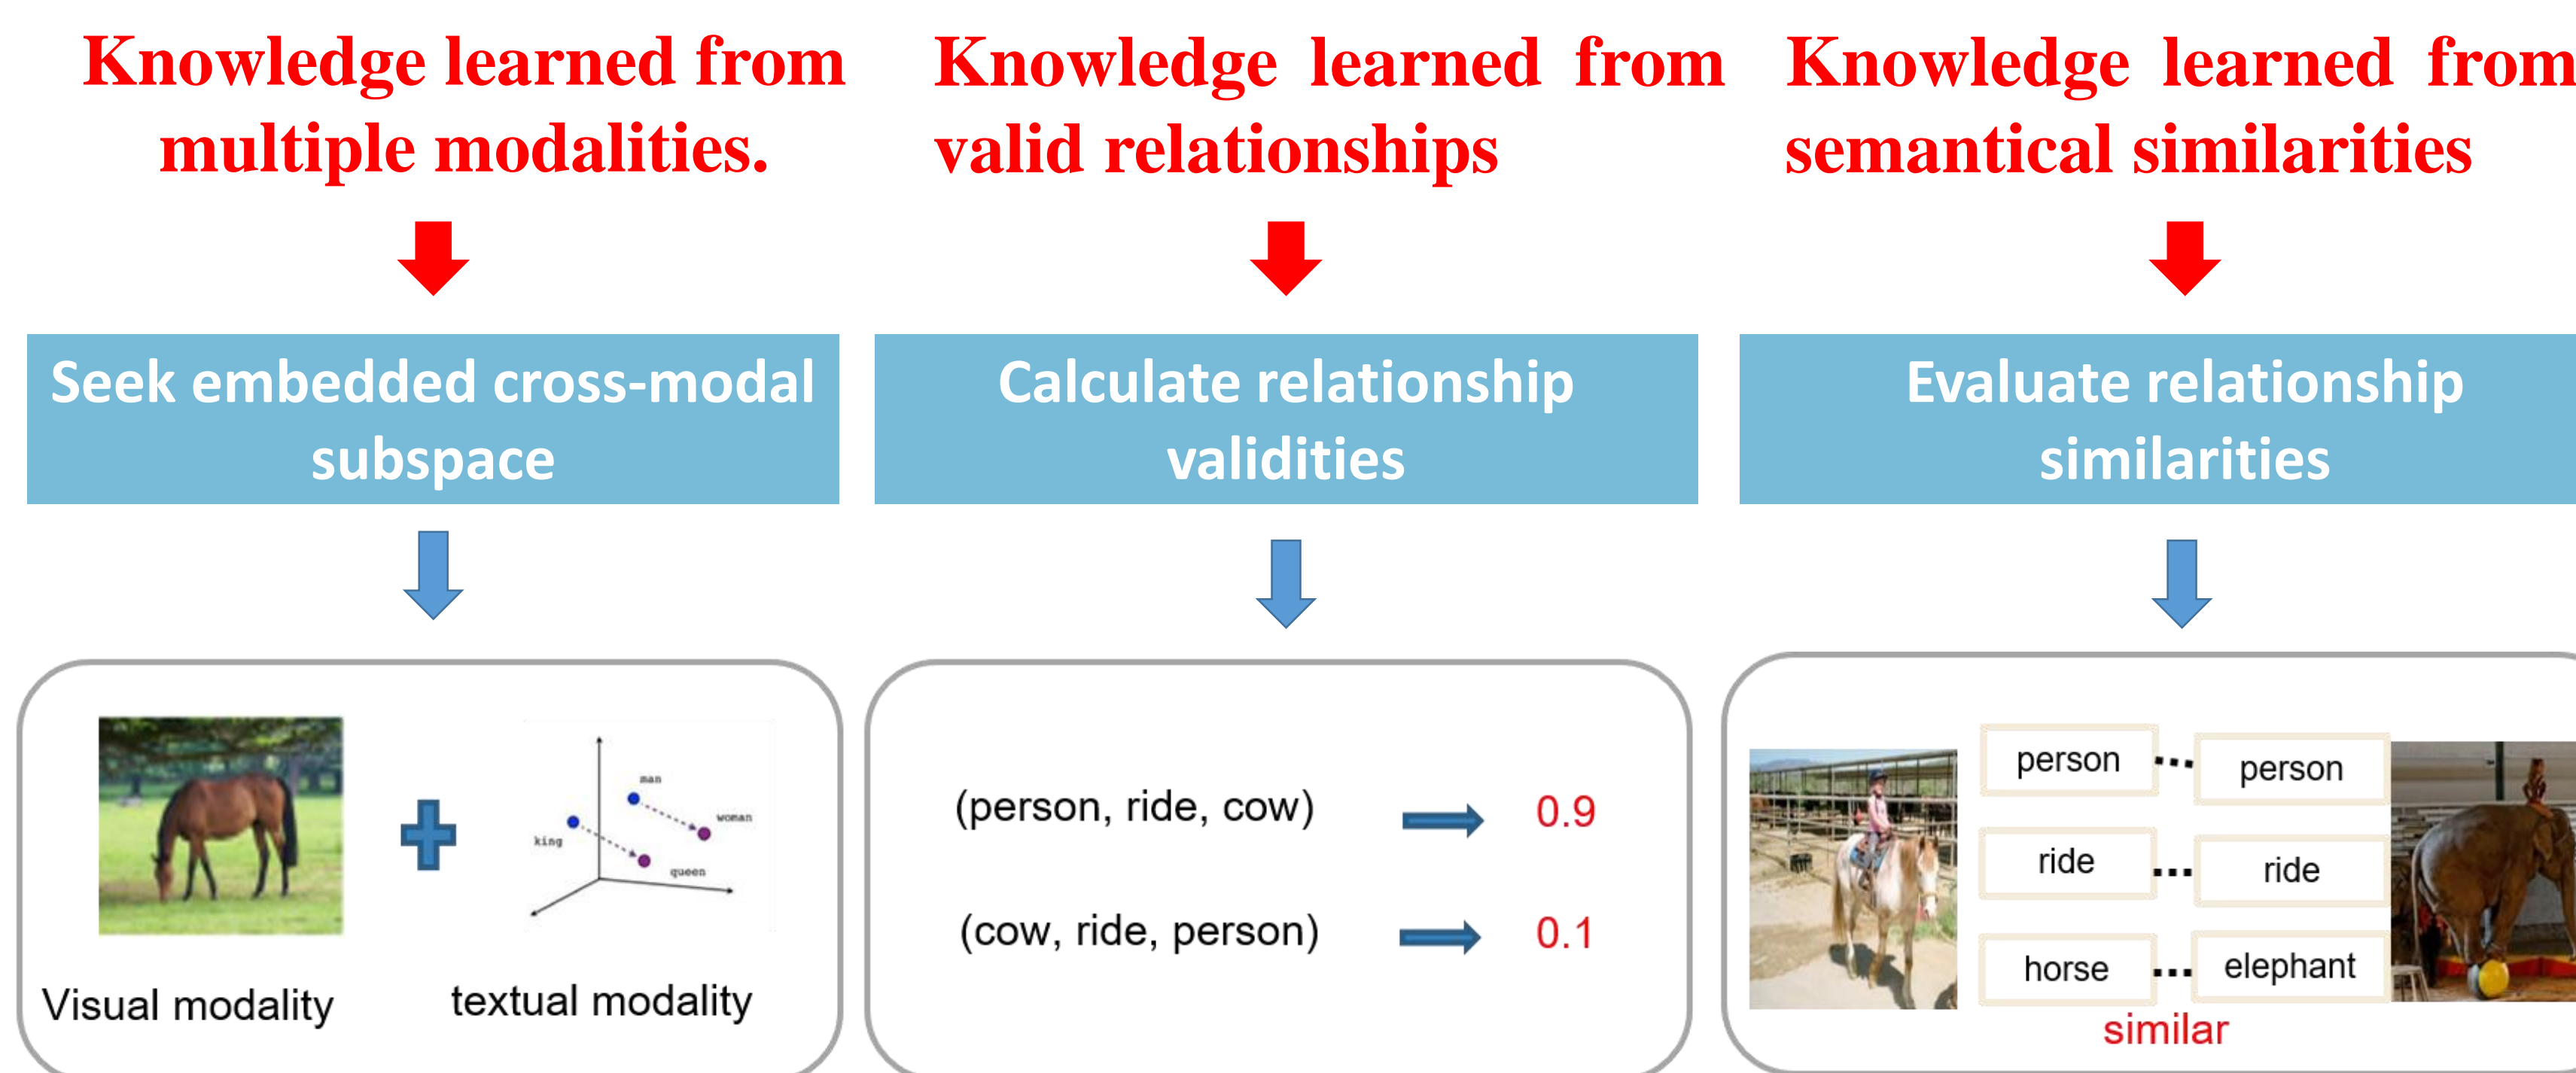 Knowledge learned from
multiple modalities.
Knowledge learned from
valid relationships
Knowledge learned from
semantical similarities
Seek embedded cross-modal
subspace
Calculate relationship
validities
Evaluate relationship
similarities
man
woman
king
queen
Visual modality
textual modality
(person, ride, cow)
0.9
(cow, ride, person)
0.1
person
person
ride
ride
horse
elephant
similar